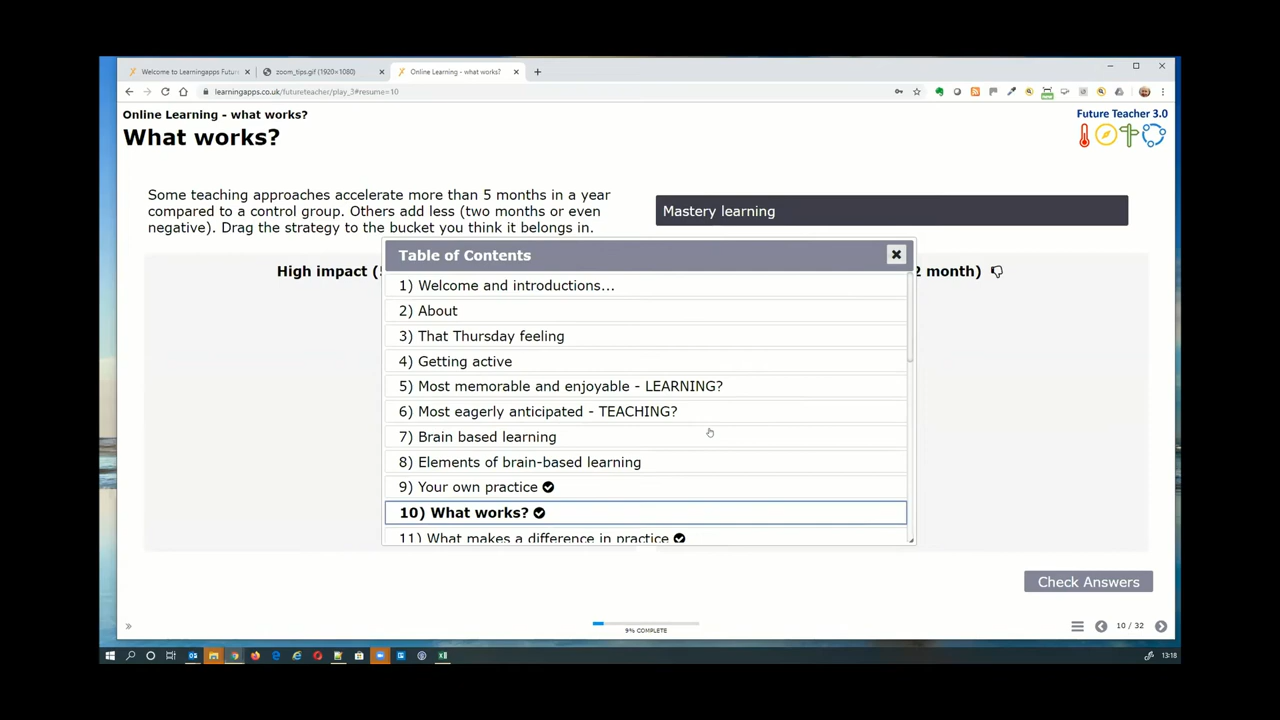 Welcome to Learningapps Futur
zoom_tips.gif (1920×1080)
Online Learning - what works?
learningapps.co.uk/futureteacher/play_3#resume=10
Online Learning - what works?
What works?
Future Teacher 3.0
Some teaching approaches accelerate more than 5 months in a year
compared to a control group. Others add less (two months or even
negative). Drag the strategy to the bucket you think it belongs in.
Mastery learning
High impact (
2 month)
Table of Contents
1) Welcome and introductions...
2) About
3) That Thursday feeling
4) Getting active
5) Most memorable and enjoyable - LEARNING?
6) Most eagerly anticipated - TEACHING?
7) Brain based learning
8) Elements of brain-based learning
9) Your own practice
10) What works?
11) What makes a difference in practice
Check Answers
9% COMPLETE
10 / 32
13:18